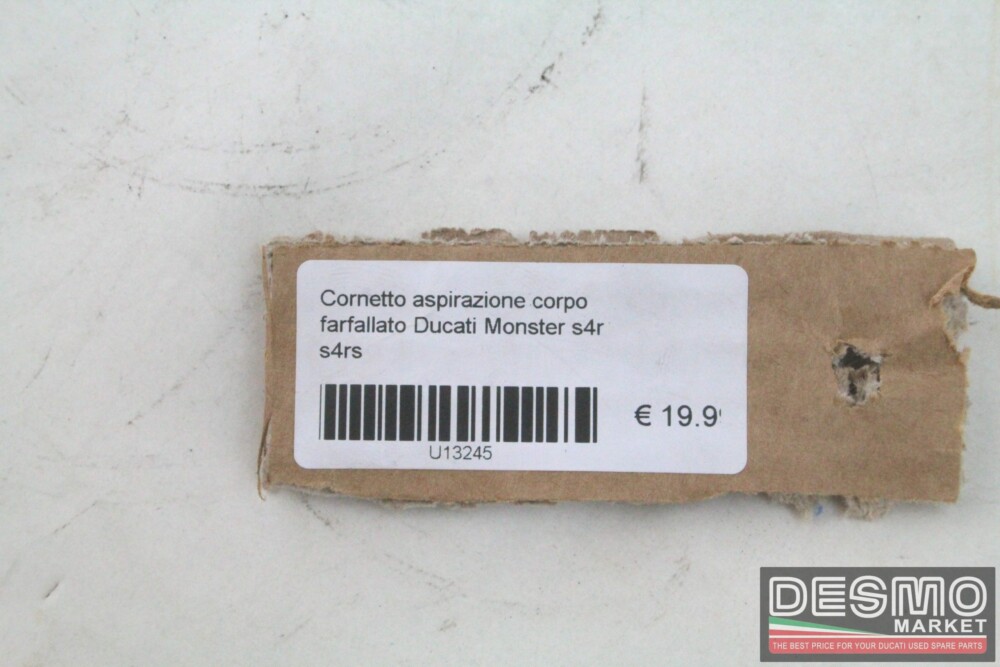 Cornetto aspirazione corpo
farfallato Ducati Monster s4r
s4rs
€ 19.9
U13245
DESMO
MARKET
THE BEST PRICE FOR YOUR DUCATI USED SPARE PARTS